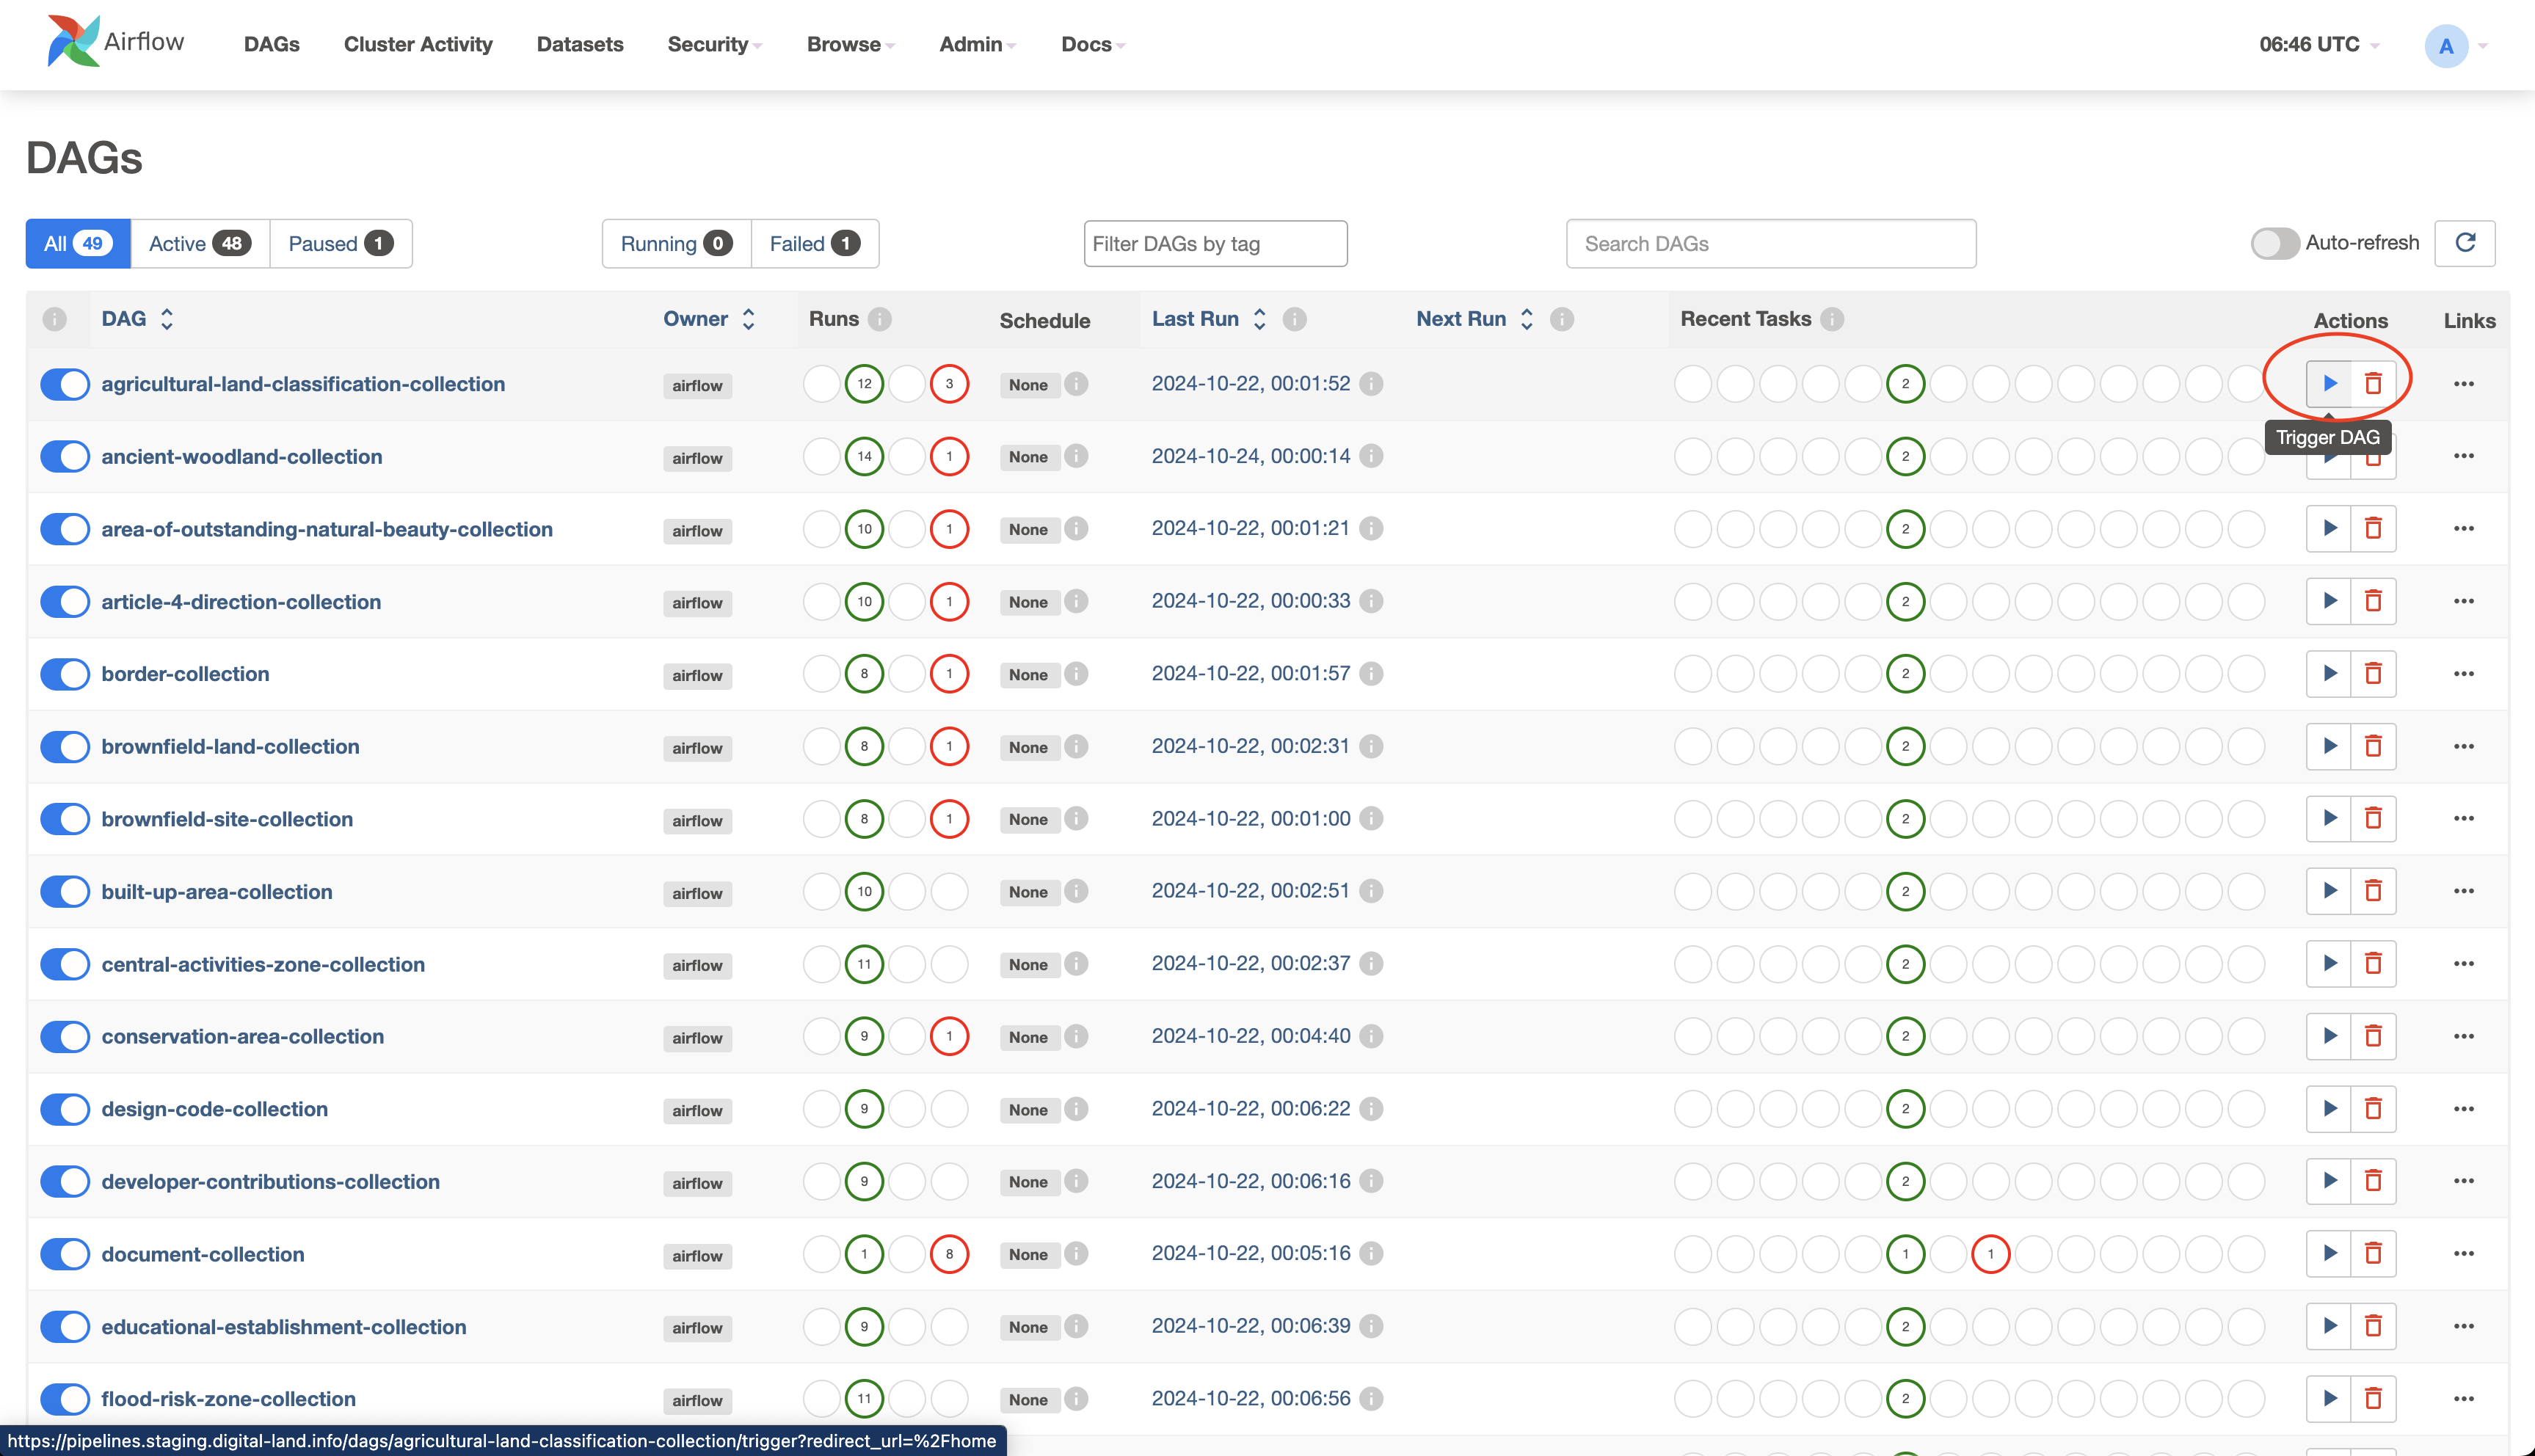 Airflow DAGs Cluster Activity Datasets Security Browse Admin Docs 06:46 UTC A
DAGs
All 49 Active 48 Paused 1 Running 0 Failed 1 Filter DAGs by tag Search DAGs Auto-refresh
i DAG Owner Runs i Schedule Last Run i Next Run i Recent Tasks i Actions Links
agricultural-land-classification-collection airflow 12 3 None i 2024-10-22, 00:01:52 i 2
Trigger DAG
ancient-woodland-collection airflow 14 1 None i 2024-10-24, 00:00:14 i 2
area-of-outstanding-natural-beauty-collection airflow 10 1 None i 2024-10-22, 00:01:21 i 2
article-4-direction-collection airflow 10 1 None i 2024-10-22, 00:00:33 i 2
border-collection airflow 8 1 None i 2024-10-22, 00:01:57 i 2
brownfield-land-collection airflow 8 1 None i 2024-10-22, 00:02:31 i 2
brownfield-site-collection airflow 8 1 None i 2024-10-22, 00:01:00 i 2
built-up-area-collection airflow 10 None i 2024-10-22, 00:02:51 i 2
central-activities-zone-collection airflow 11 None i 2024-10-22, 00:02:37 i 2
conservation-area-collection airflow 9 1 None i 2024-10-22, 00:04:40 i 2
design-code-collection airflow 9 None i 2024-10-22, 00:06:22 i 2
developer-contributions-collection airflow 9 None i 2024-10-22, 00:06:16 i 2
document-collection airflow 1 8 None i 2024-10-22, 00:05:16 i 1 1
educational-establishment-collection airflow 9 None i 2024-10-22, 00:06:39 i 2
flood-risk-zone-collection airflow 11 None i 2024-10-22, 00:06:56 i 2
https://pipelines.staging.digital-land.info/dags/agricultural-land-classification-collection/trigger?redirect_url=%2Fhome